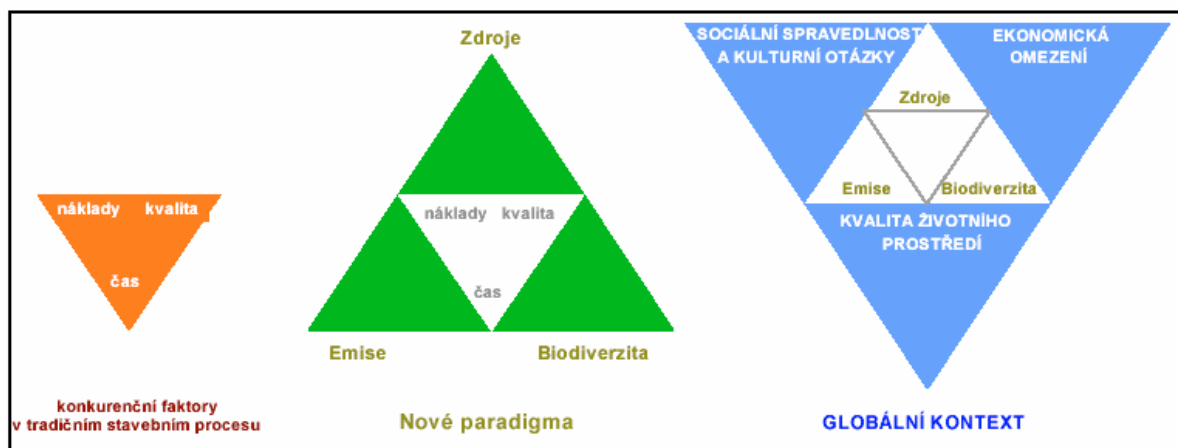 náklady kvalita
čas
konkurenční faktory
v tradičním stavebním procesu
Zdroje
náklady kvalita
čas
Emise Biodiverzita
Nové paradigma
SOCIÁLNÍ SPRAVEDLNOST
A KULTURNÍ OTÁZKY
EKONOMICKÁ
OMEZENÍ
Zdroje
Emise Biodiverzita
KVALITA ŽIVOTNÍHO
PROSTŘEDÍ
GLOBÁLNÍ KONTEXT